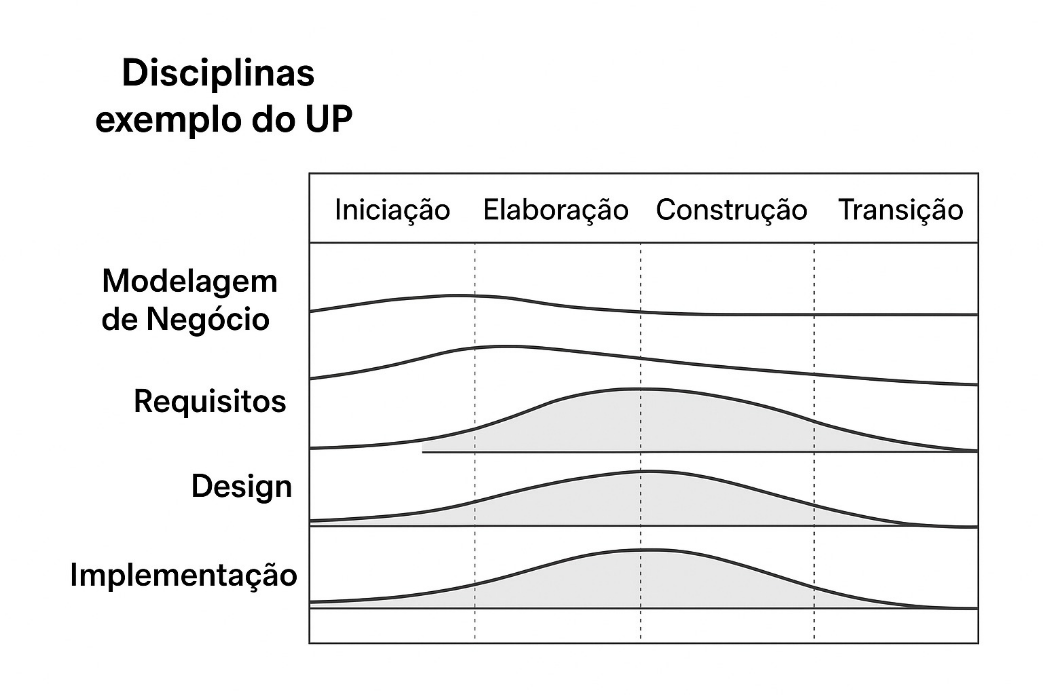 Disciplinas
exemplo do UP
Iniciação Elaboração Construção Transição
Modelagem
de Negócio
Requisitos
Design
Implementação